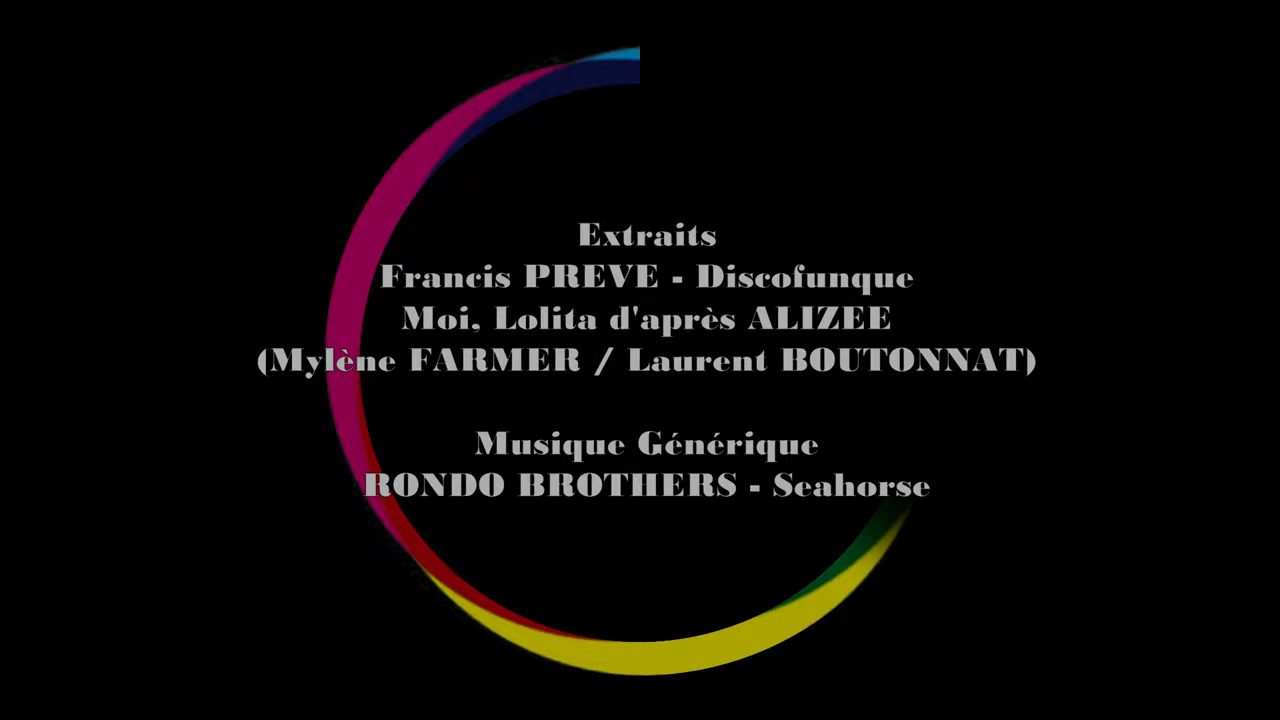 Extraits
Francis PREVE - Discofunque
Moi, Lolita d'après ALIZEE
(Mylène FARMER / Laurent BOUTONNAT)
Musique Générique
RONDO BROTHERS - Seahorse